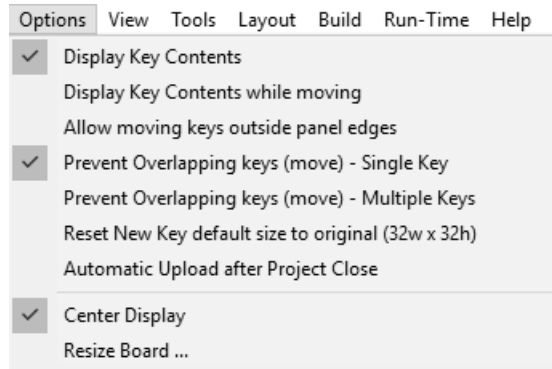 Options View Tools Layout Build Run-Time Help
Display Key Contents
Display Key Contents while moving
Allow moving keys outside panel edges
Prevent Overlapping keys (move) - Single Key
Prevent Overlapping keys (move) - Multiple Keys
Reset New Key default size to original (32w x 32h)
Automatic Upload after Project Close
Center Display
Resize Board ...